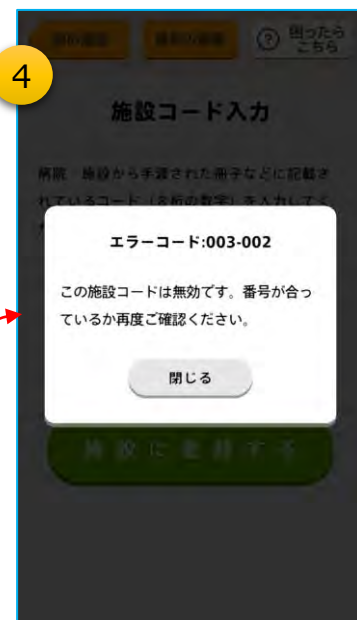 4
困ったら
こちら
施設コード入力
病院・施設から手渡された冊子などに記載さ
れているコード（8桁の数字）を入力してく
エラーコード:003-002
この施設コードは無効です。番号が合っ
ているか再度ご確認ください。
閉じる
施設に登録する